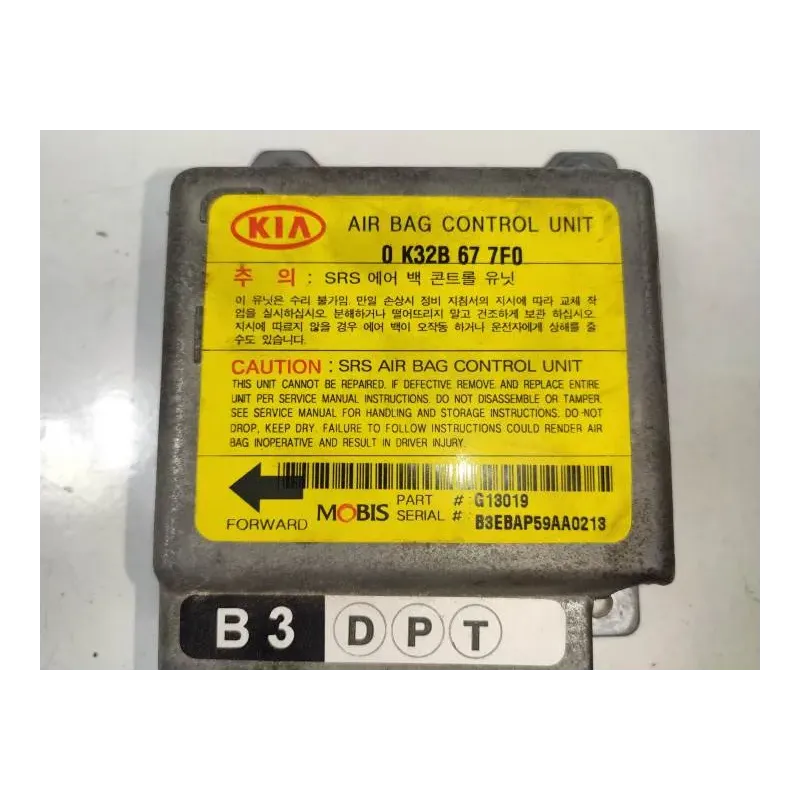 KIA AIR BAG CONTROL UNIT
0 K32B 67 7F0
주 의 : SRS 에어 백 콘트롤 유닛
이 유닛은 수리 불가임. 만일 손상시 정비 지침서의 지시에 따라 교체 작
업을 실시하십시오. 분해하거나 떨어뜨리지 말고 건조하게 보관 하십시오.
지시에 따르지 않을 경우 에어 백이 오작동 하거나 운전자에게 상해를 줄
수도 있습니다.
CAUTION : SRS AIR BAG CONTROL UNIT
THIS UNIT CANNOT BE REPAIRED. IF DEFECTIVE REMOVE AND REPLACE ENTIRE
UNIT PER SERVICE MANUAL INSTRUCTIONS. DO NOT DISASSEMBLE OR TAMPER.
SEE SERVICE MANUAL FOR HANDLING AND STORAGE INSTRUCTIONS. DO NOT
DROP, KEEP DRY. FAILURE TO FOLLOW INSTRUCTIONS COULD RENDER AIR
BAG INOPERATIVE AND RESULT IN DRIVER INJURY.
PART # : G13019
FORWARD MOBIS SERIAL # : B3EBAP59AA0213
B3 D P T